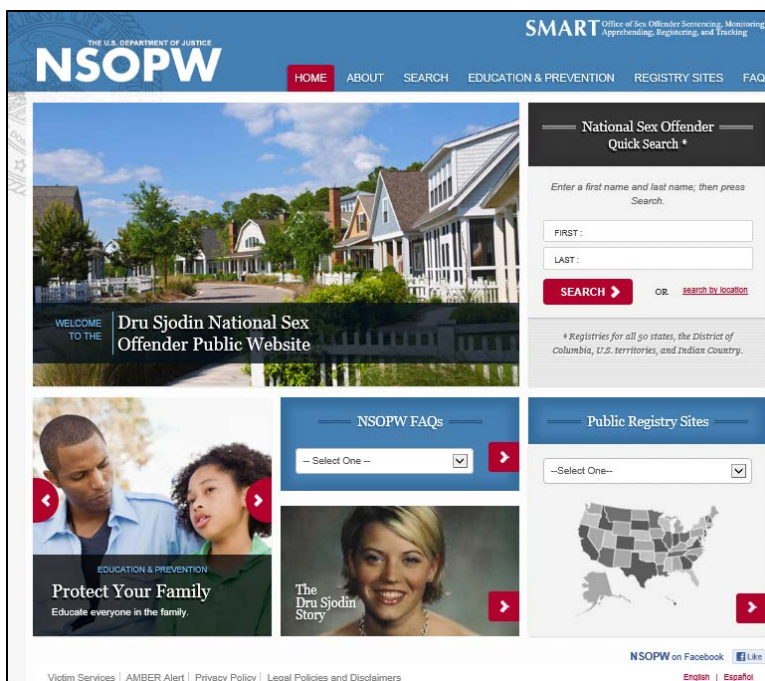 SMART Office of Sex Offender Sentencing, Monitoring
Apprehending, Registering, and Tracking
THE U.S. DEPARTMENT OF JUSTICE
NSOPW
HOME ABOUT SEARCH EDUCATION & PREVENTION REGISTRY SITES FAQ
WELCOME
TO THE
Dru Sjodin National Sex
Offender Public Website
National Sex Offender
Quick Search *
Enter a first name and last name; then press
Search.
FIRST :
LAST :
SEARCH OR search by location
* Registries for all 50 states, the District of
Columbia, U.S. territories, and Indian Country.
EDUCATION & PREVENTION
Protect Your Family
Educate everyone in the family.
NSOPW FAQs
-- Select One --
The
Dru Sjodin
Story
Public Registry Sites
--Select One--
NSOPW on Facebook Like
Victim Services | AMBER Alert | Privacy Policy | Legal Policies and Disclaimers
English | Español